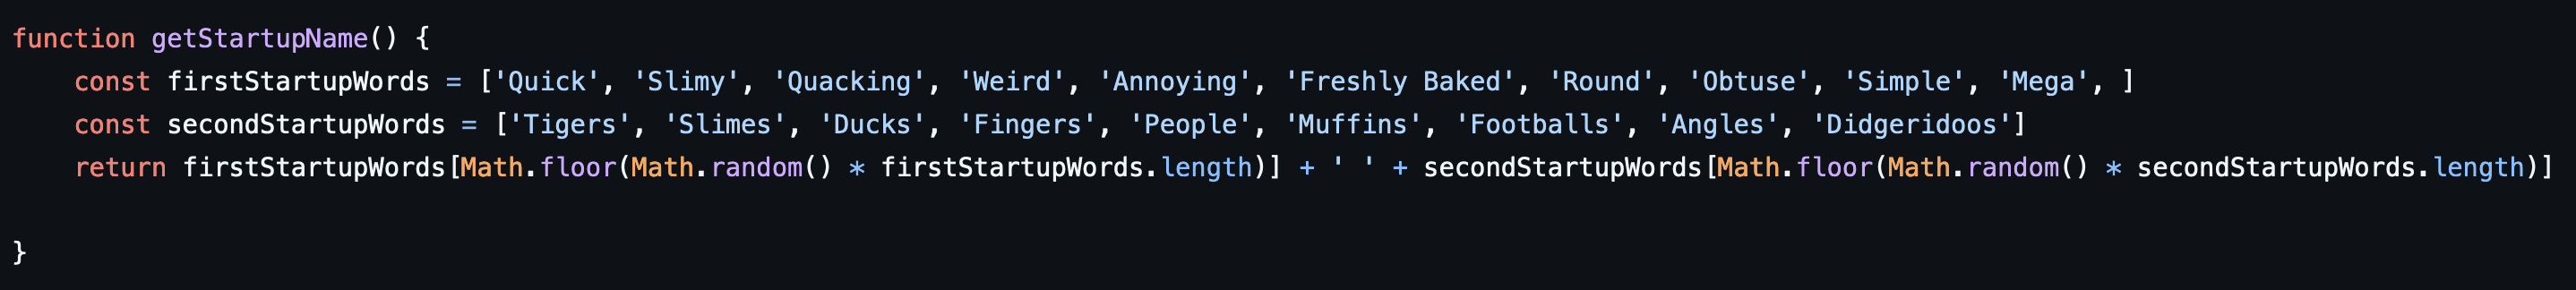 function getStartupName() {
    const firstStartupWords = ['Quick', 'Slimy', 'Quacking', 'Weird', 'Annoying', 'Freshly Baked', 'Round', 'Obtuse', 'Simple', 'Mega', ]
    const secondStartupWords = ['Tigers', 'Slimes', 'Ducks', 'Fingers', 'People', 'Muffins', 'Footballs', 'Angles', 'Didgeridoos']
    return firstStartupWords[Math.floor(Math.random() * firstStartupWords.length)] + ' ' + secondStartupWords[Math.floor(Math.random() * secondStartupWords.length)]

}